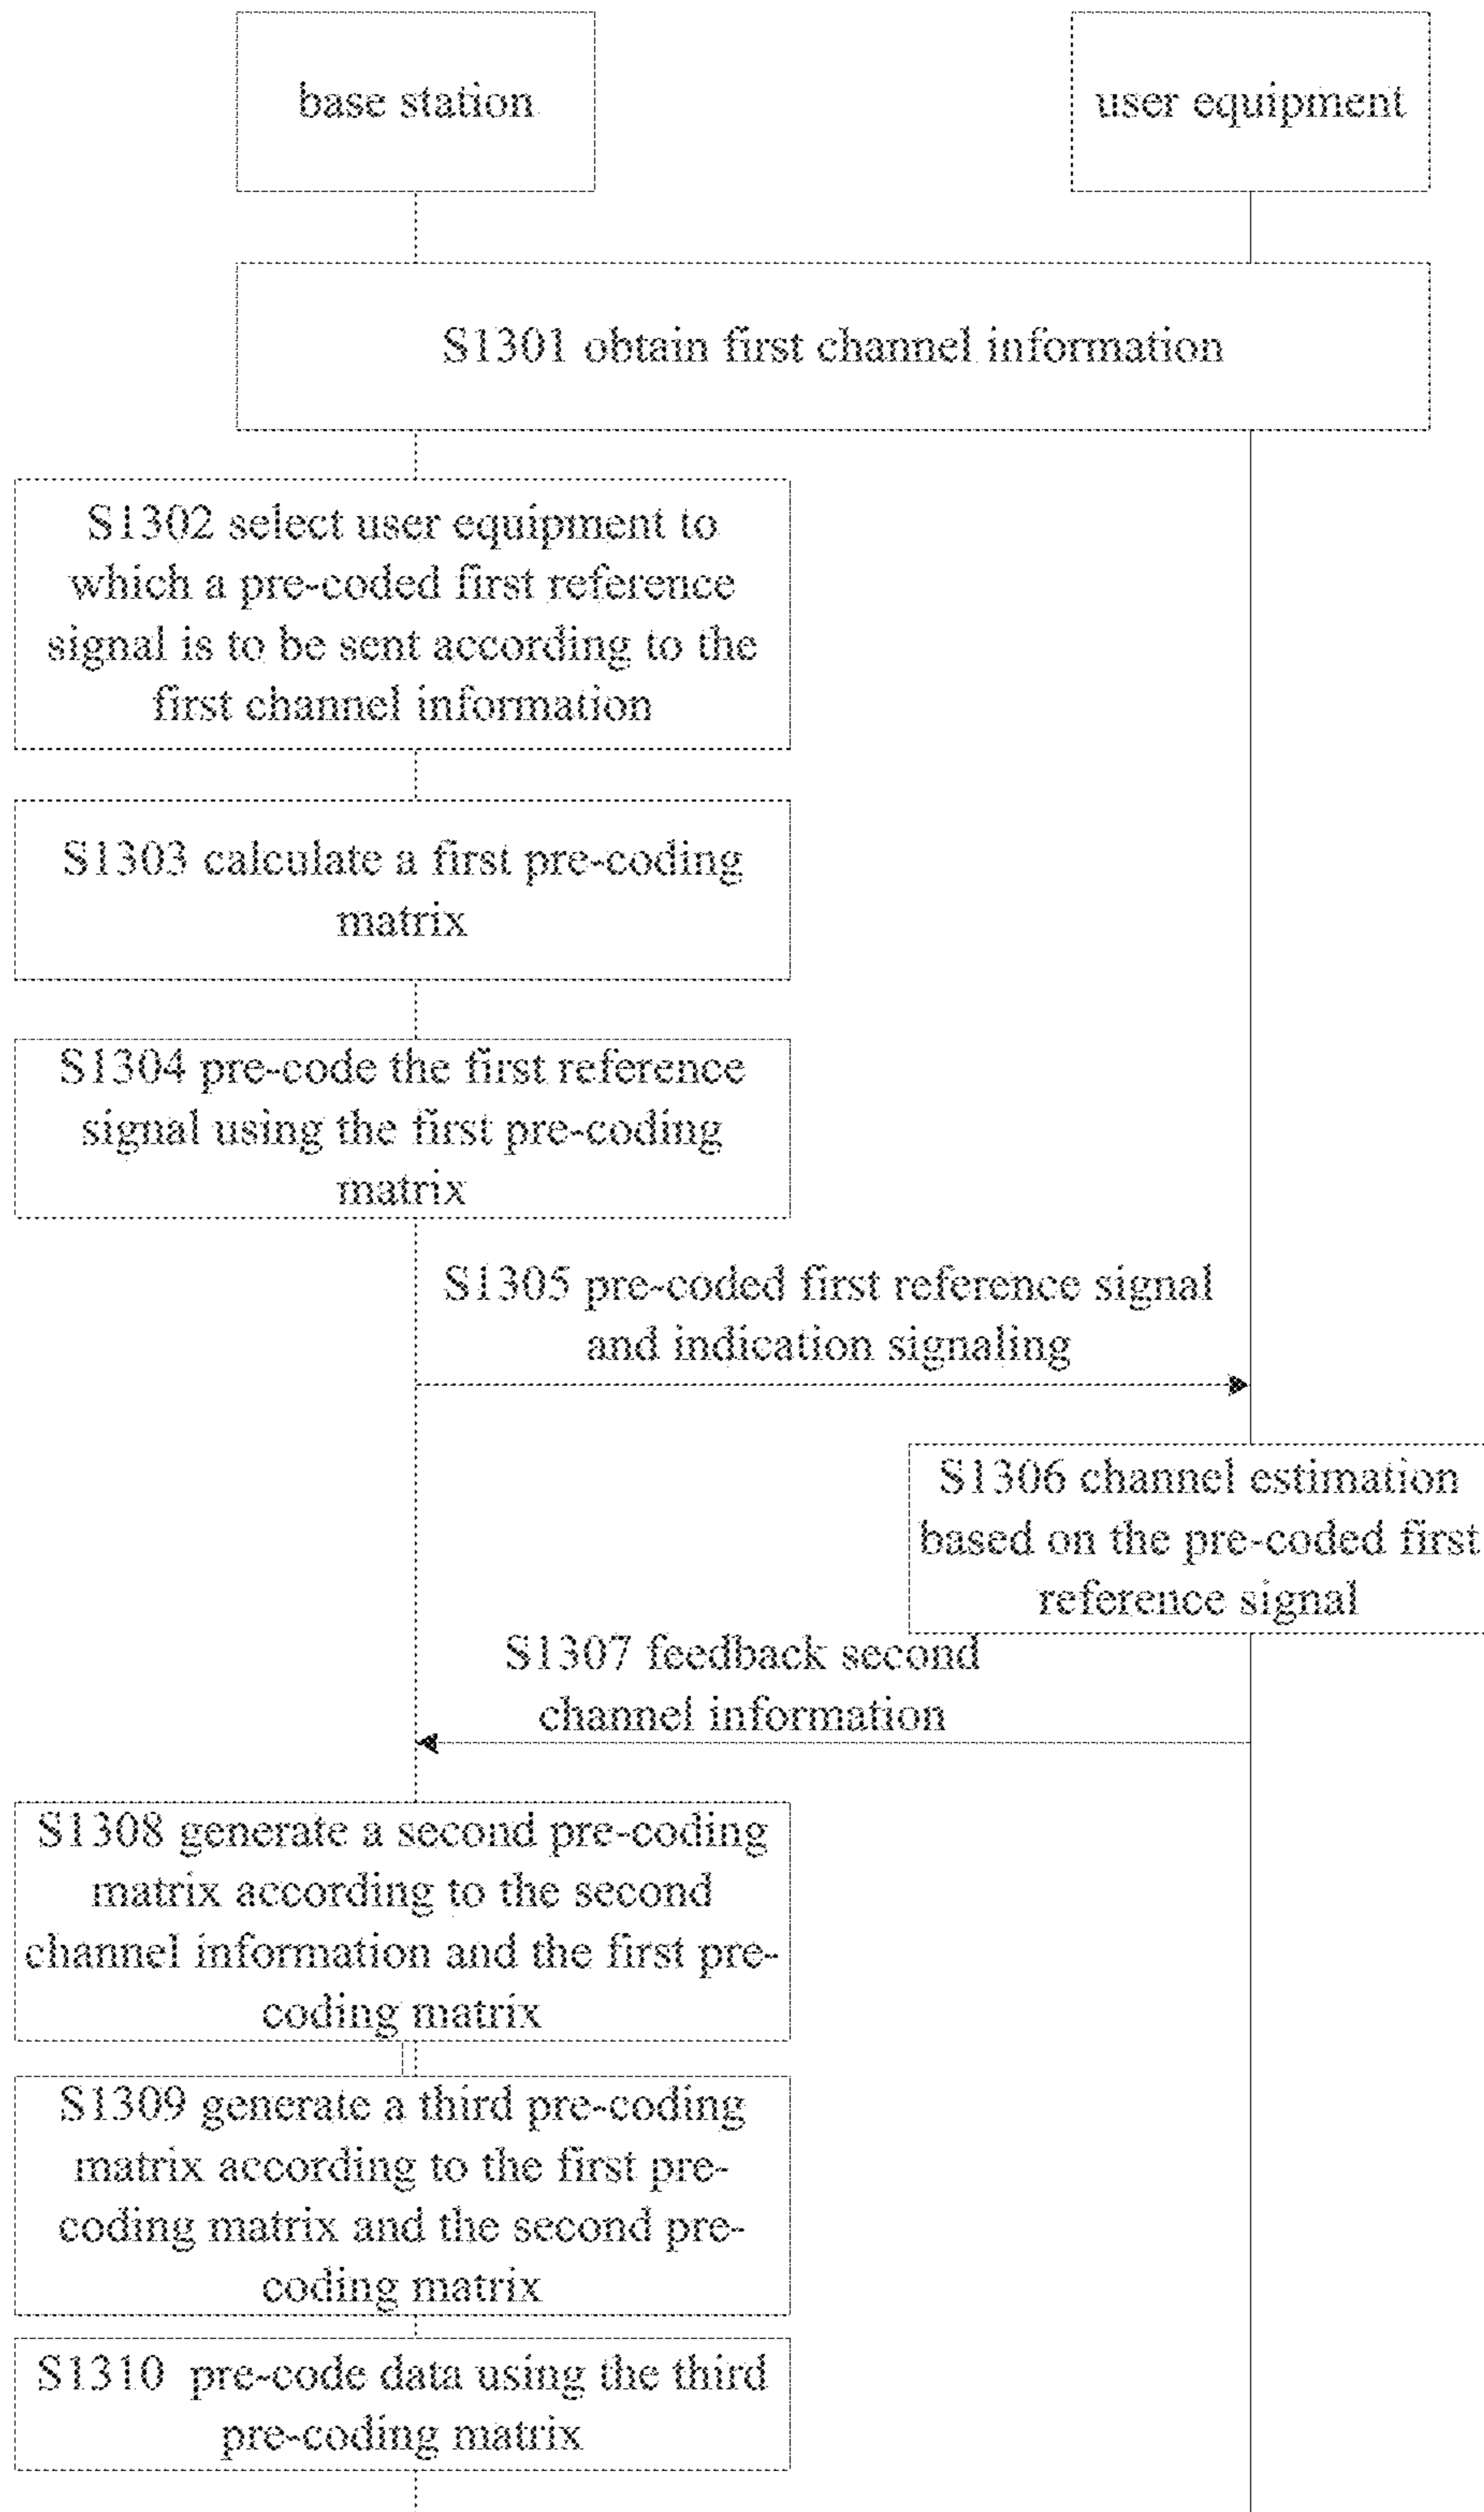 base station
user equipment
S1301 obtain first channel information
S1302 select user equipment to
which a pre-coded first reference
signal is to be sent according to the
first channel information
S1303 calculate a first pre-coding
matrix
S1304 pre-code the first reference
signal using the first pre-coding
matrix
S1305 pre-coded first reference signal
and indication signaling
S1306 channel estimation
based on the pre-coded first
reference signal
S1307 feedback second
channel information
S1308 generate a second pre-coding
matrix according to the second
channel information and the first pre-
coding matrix
S1309 generate a third pre-coding
matrix according to the first pre-
coding matrix and the second pre-
coding matrix
S1310 pre-code data using the third
pre-coding matrix